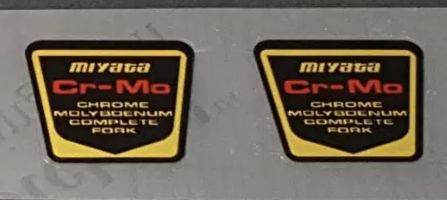 miyata miyata
Cr-Mo Cr-Mo
CHROME CHROME
MOLYBDENUM MOLYBDENUM
COMPLETE COMPLETE
FORK FORK